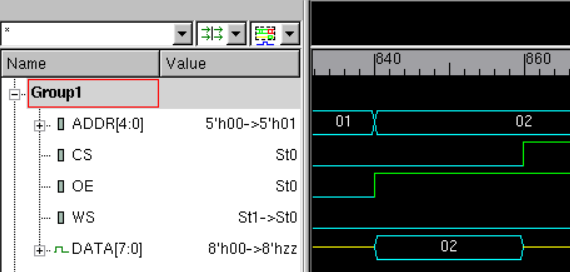 *
Name Value
840 860
Group1
ADDR[4:0] 5'h00->5'h01 01 02
CS St0
OE St0
WS St1->St0
DATA[7:0] 8'h00->8'hzz 02